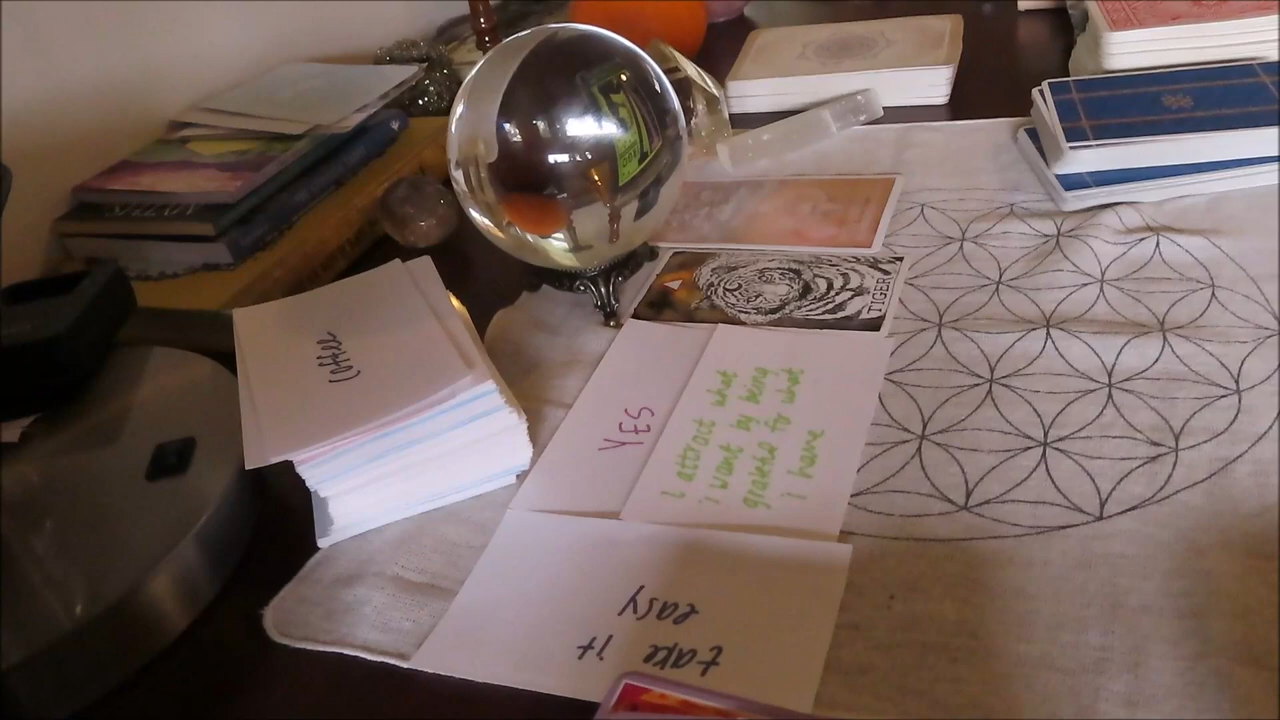 Coffee
TIGER
YES
i attract what
i want by being
grateful for what
i have
take it
easy